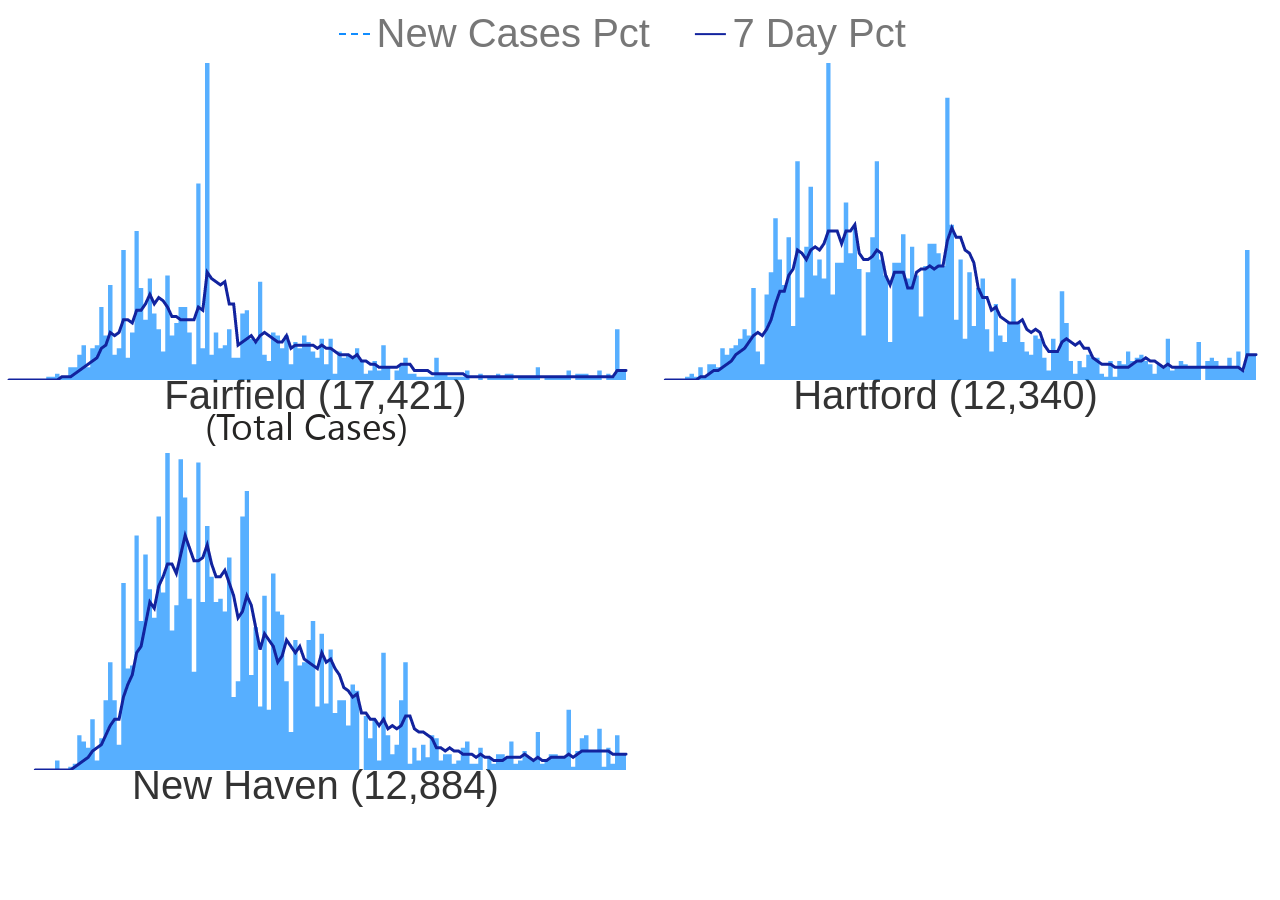 New Cases Pct 7 Day Pct
Fairfield (17,421)
(Total Cases)
Hartford (12,340)
New Haven (12,884)